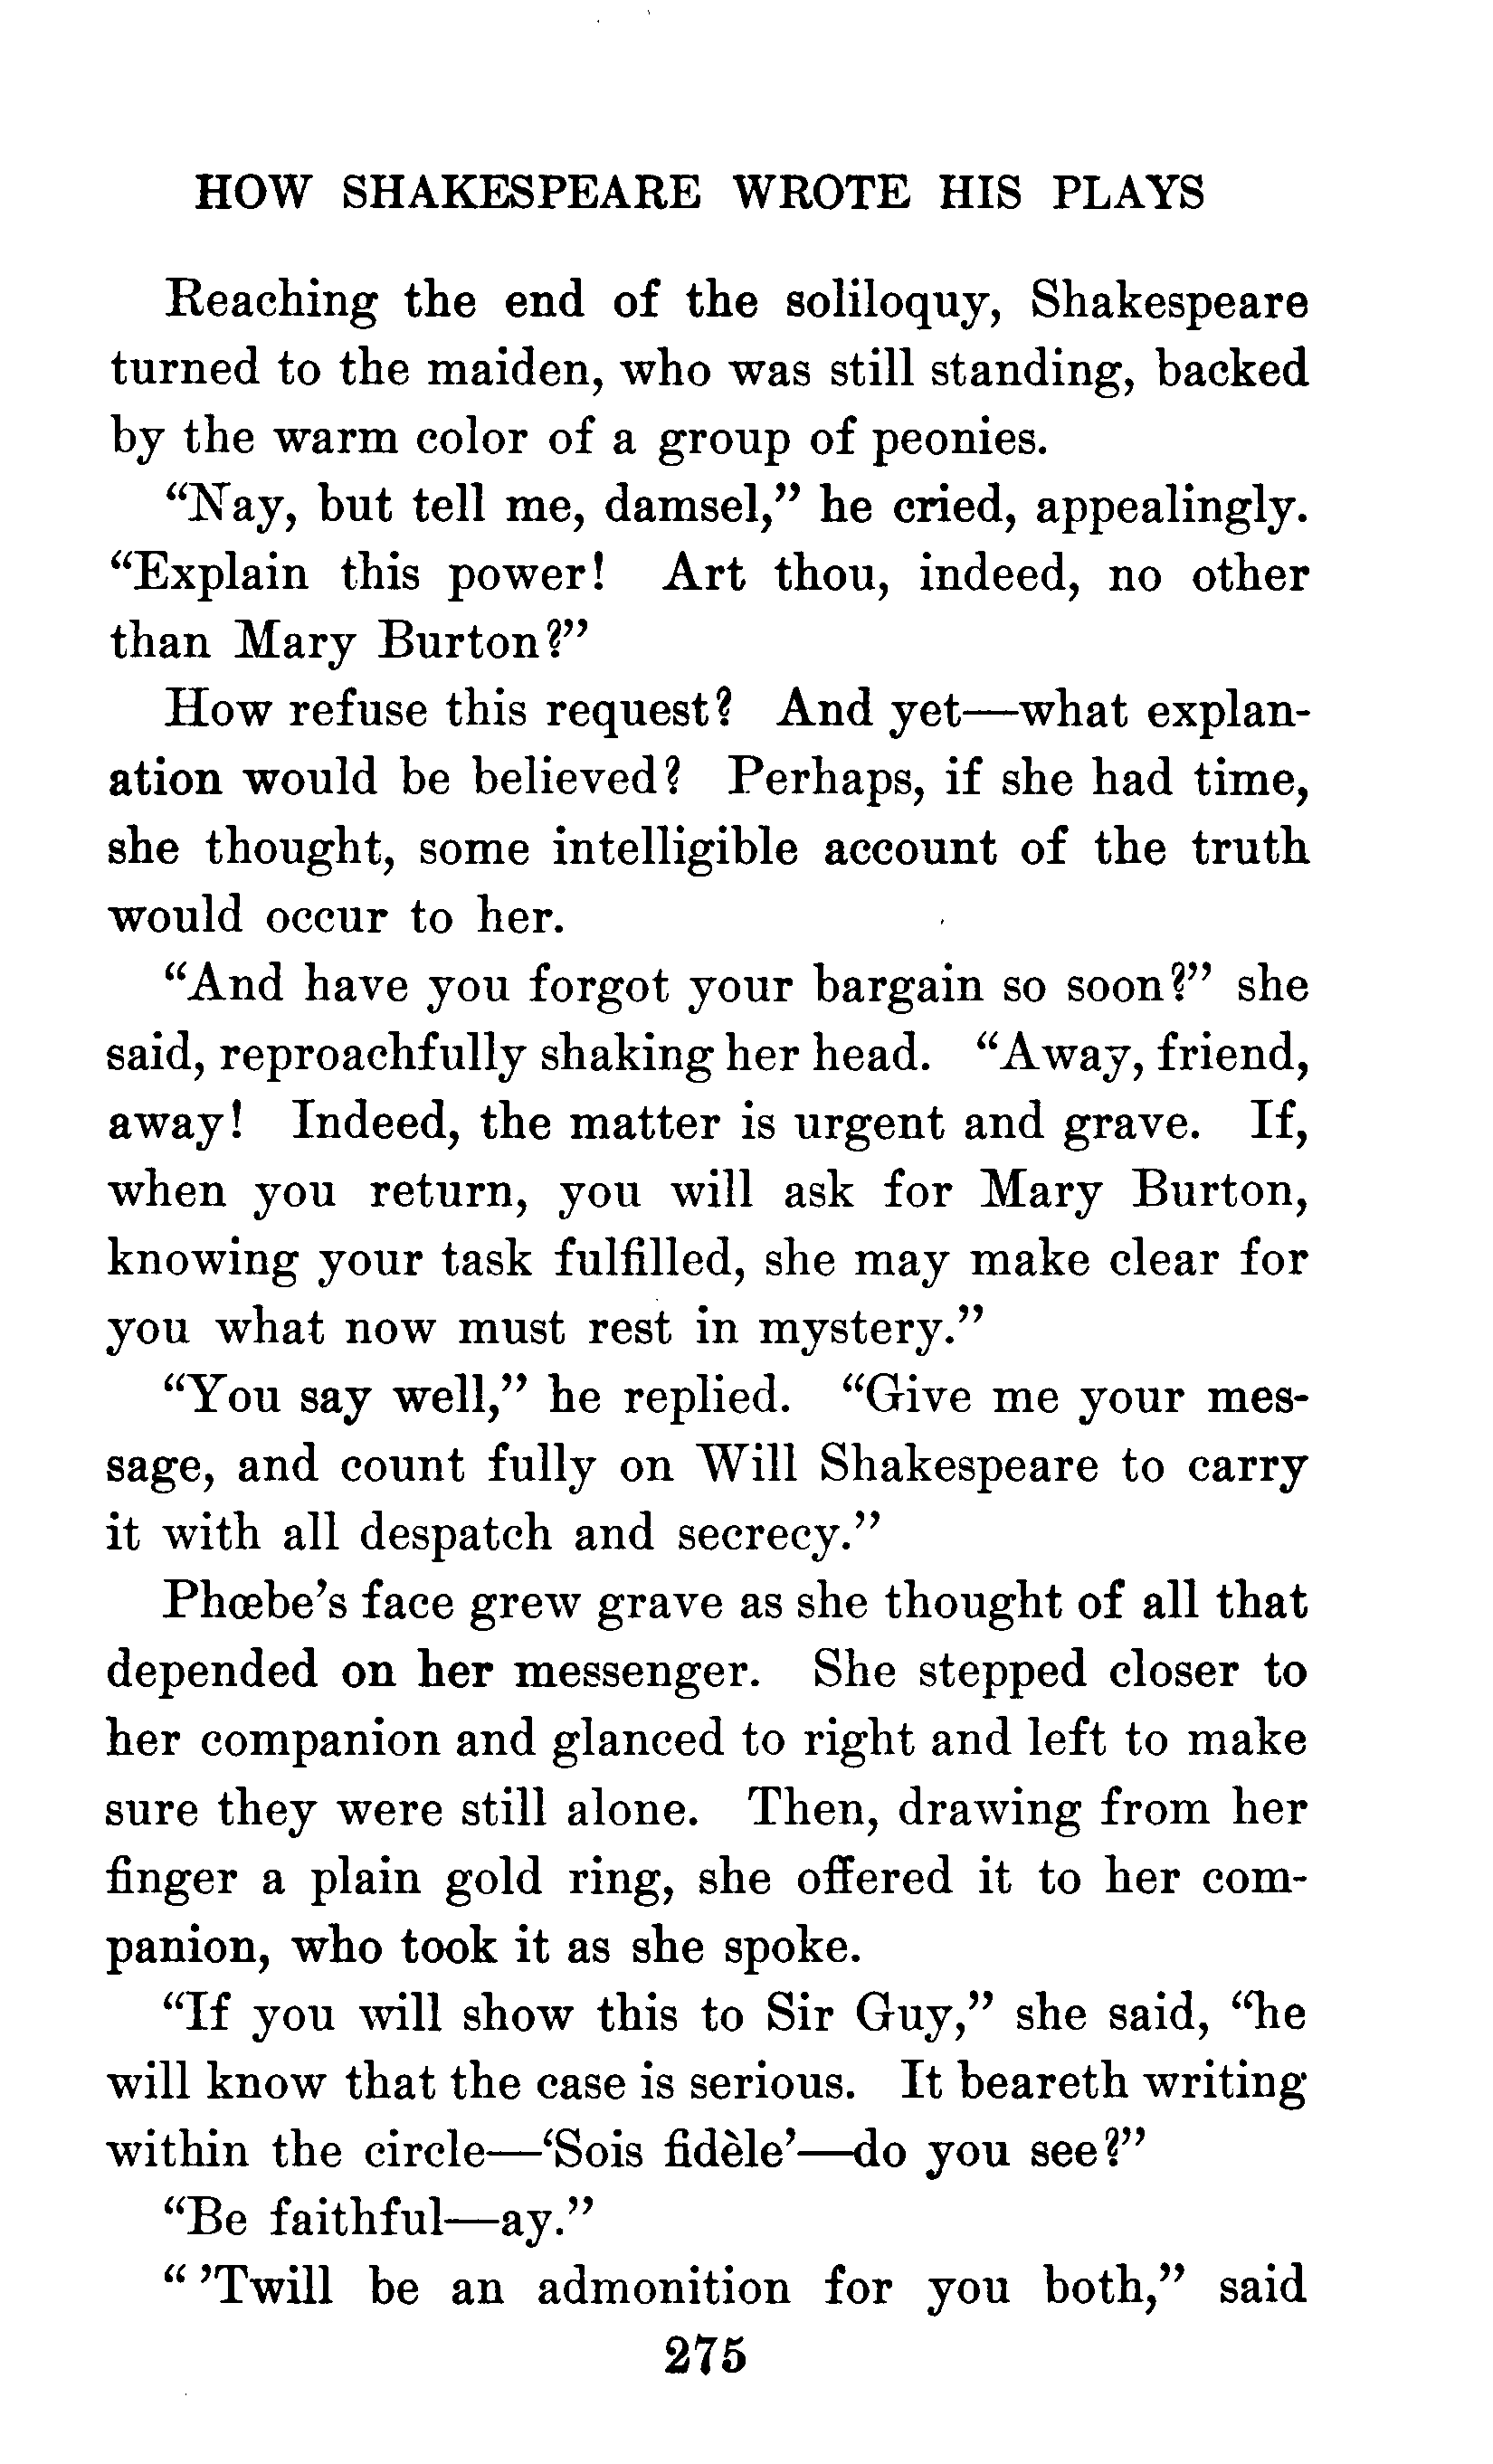 HOW SHAKESPEARE WROTE HIS PLAYS
Reaching the end of the soliloquy, Shakespeare
turned to the maiden, who was still standing, backed
by the warm color of a group of peonies.
“Nay, but tell me, damsel,” he cried, appealingly.
“Explain this power! Art thou, indeed, no other
than Mary Burton?”
How refuse this request? And yet—what explan-
ation would be believed? Perhaps, if she had time,
she thought, some intelligible account of the truth
would occur to her.
“And have you forgot your bargain so soon?” she
said, reproachfully shaking her head. “Away, friend,
away! Indeed, the matter is urgent and grave. If,
when you return, you will ask for Mary Burton,
knowing your task fulfilled, she may make clear for
you what now must rest in mystery.”
“You say well,” he replied. “Give me your mes-
sage, and count fully on Will Shakespeare to carry
it with all despatch and secrecy.”
Phœbe’s face grew grave as she thought of all that
depended on her messenger. She stepped closer to
her companion and glanced to right and left to make
sure they were still alone. Then, drawing from her
finger a plain gold ring, she offered it to her com-
panion, who took it as she spoke.
“If you will show this to Sir Guy,” she said, “he
will know that the case is serious. It beareth writing
within the circle—‘Sois fidèle’—do you see?”
“Be faithful—ay.”
“ ’Twill be an admonition for you both,” said
275